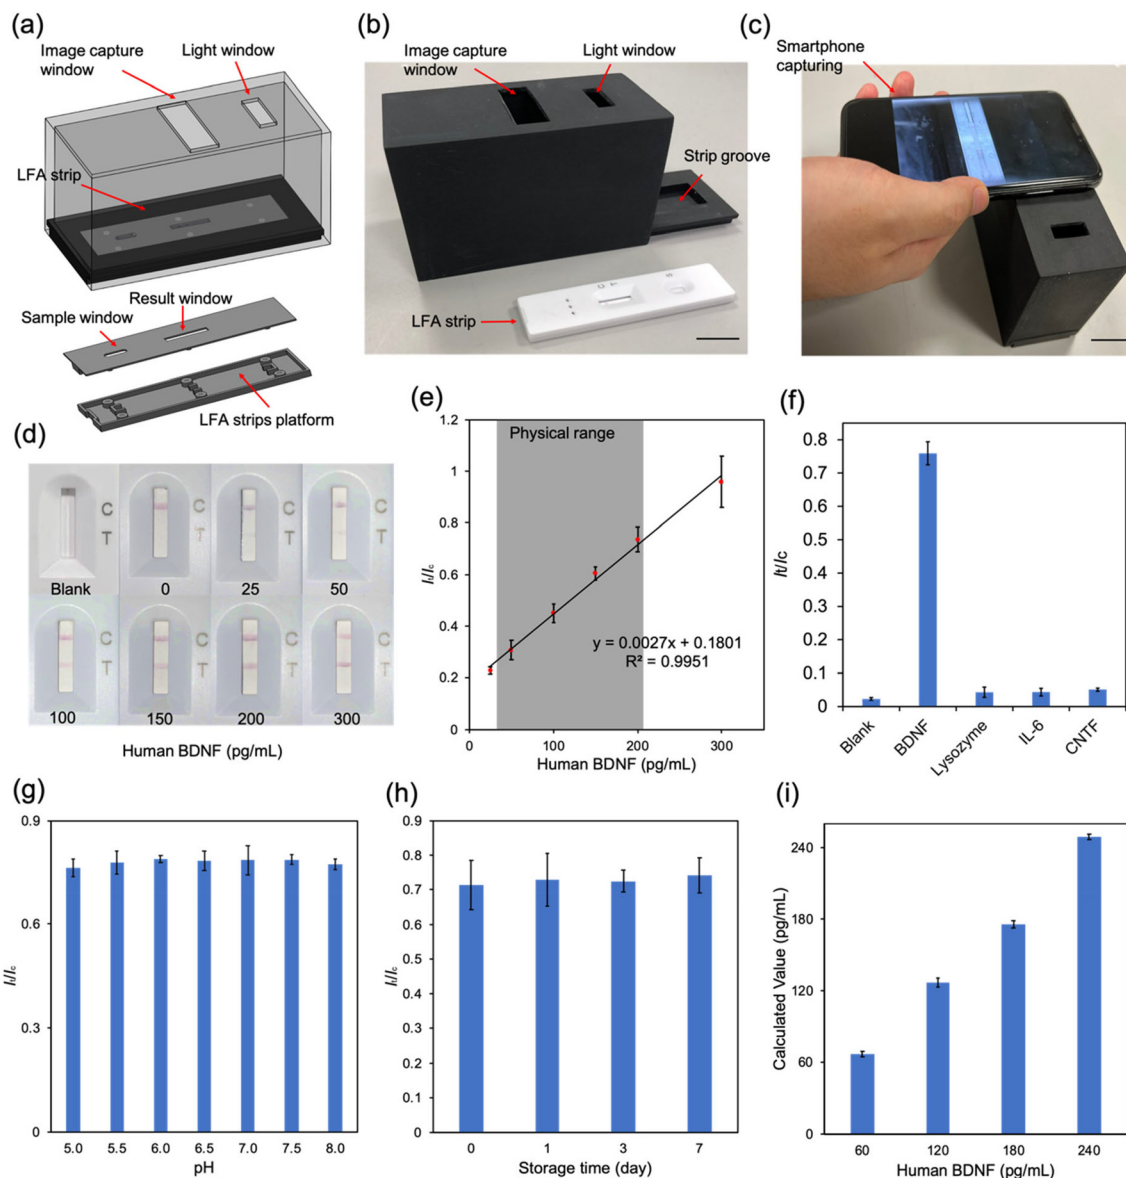 (a)
Image capture
window
Light window
LFA strip
Result window
Sample window
LFA strips platform
(b)
Image capture
window
Light window
Strip groove
LFA strip
C T
S
(c)
Smartphone
capturing
(d)
C
T
Blank
C
T
0
C
T
25
C
T
50
C
T
100
C
T
150
C
T
200
C
T
300
Human BDNF (pg/mL)
(e)
Physical range
y = 0.0027x + 0.1801
R² = 0.9951
It/Ic
1.2
1
0.8
0.6
0.4
0.2
0
0 100 200 300
Human BDNF (pg/mL)
(f)
It/Ic
0.8
0.7
0.6
0.5
0.4
0.3
0.2
0.1
0
Blank
BDNF
Lysozyme
IL-6
CNTF
(g)
It/Ic
0.9
0.6
0.3
0
5.0 5.5 6.0 6.5 7.0 7.5 8.0
pH
(h)
It/Ic
0.9
0.8
0.7
0.6
0.5
0.4
0.3
0.2
0.1
0
0 1 3 7
Storage time (day)
(i)
Calculated Value (pg/mL)
240
180
120
60
0
60 120 180 240
Human BDNF (pg/mL)